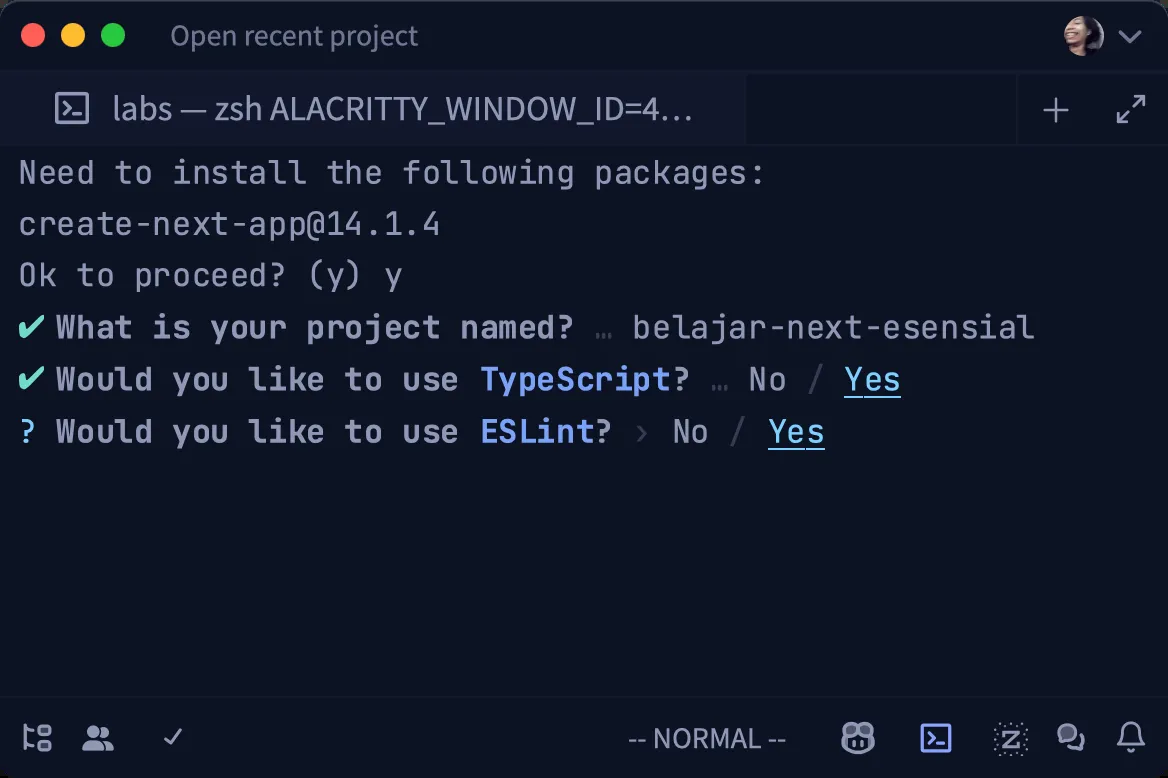 Open recent project
labs — zsh ALACRITTY_WINDOW_ID=4…
Need to install the following packages:
create-next-app@14.1.4
Ok to proceed? (y) y
✔ What is your project named? … belajar-next-esensial
✔ Would you like to use TypeScript? … No / Yes
? Would you like to use ESLint? › No / Yes
-- NORMAL --